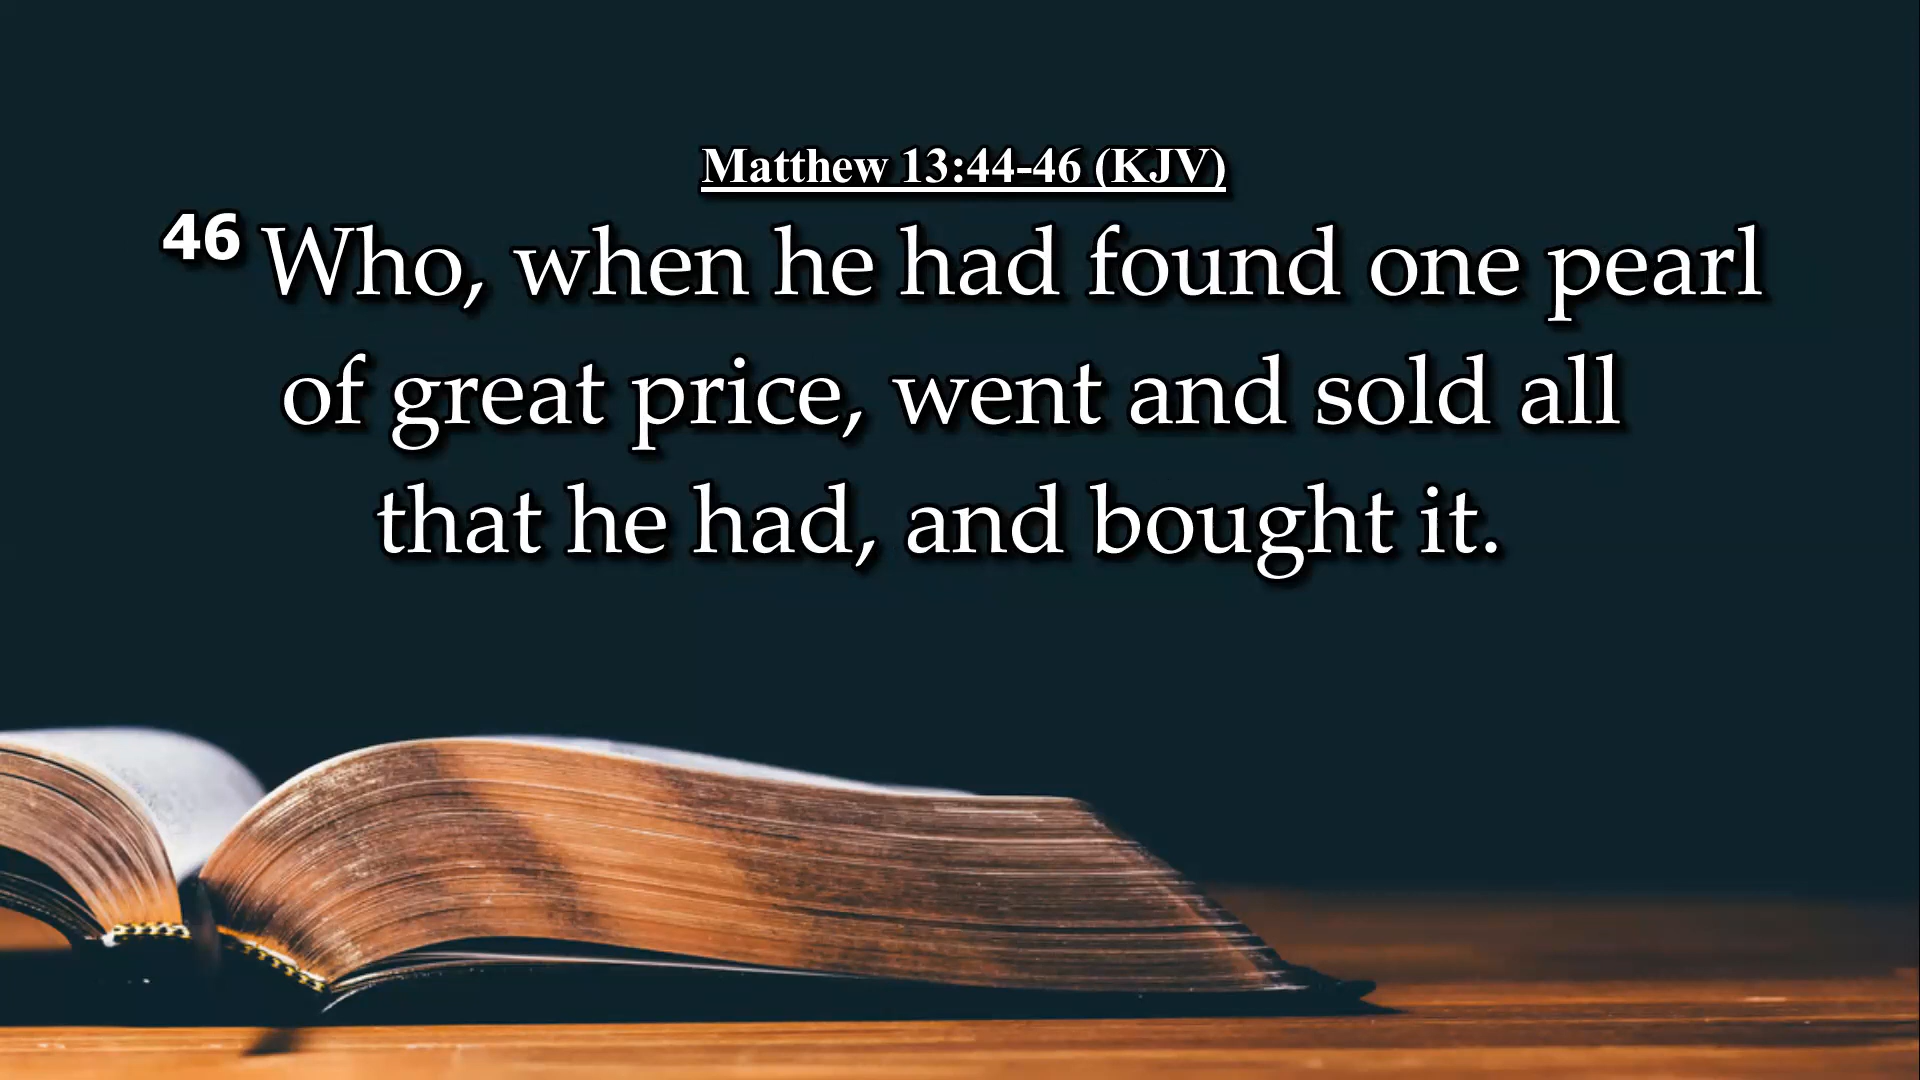 Matthew 13:44-46 (KJV)
46 Who, when he had found one pearl
of great price, went and sold all
that he had, and bought it.